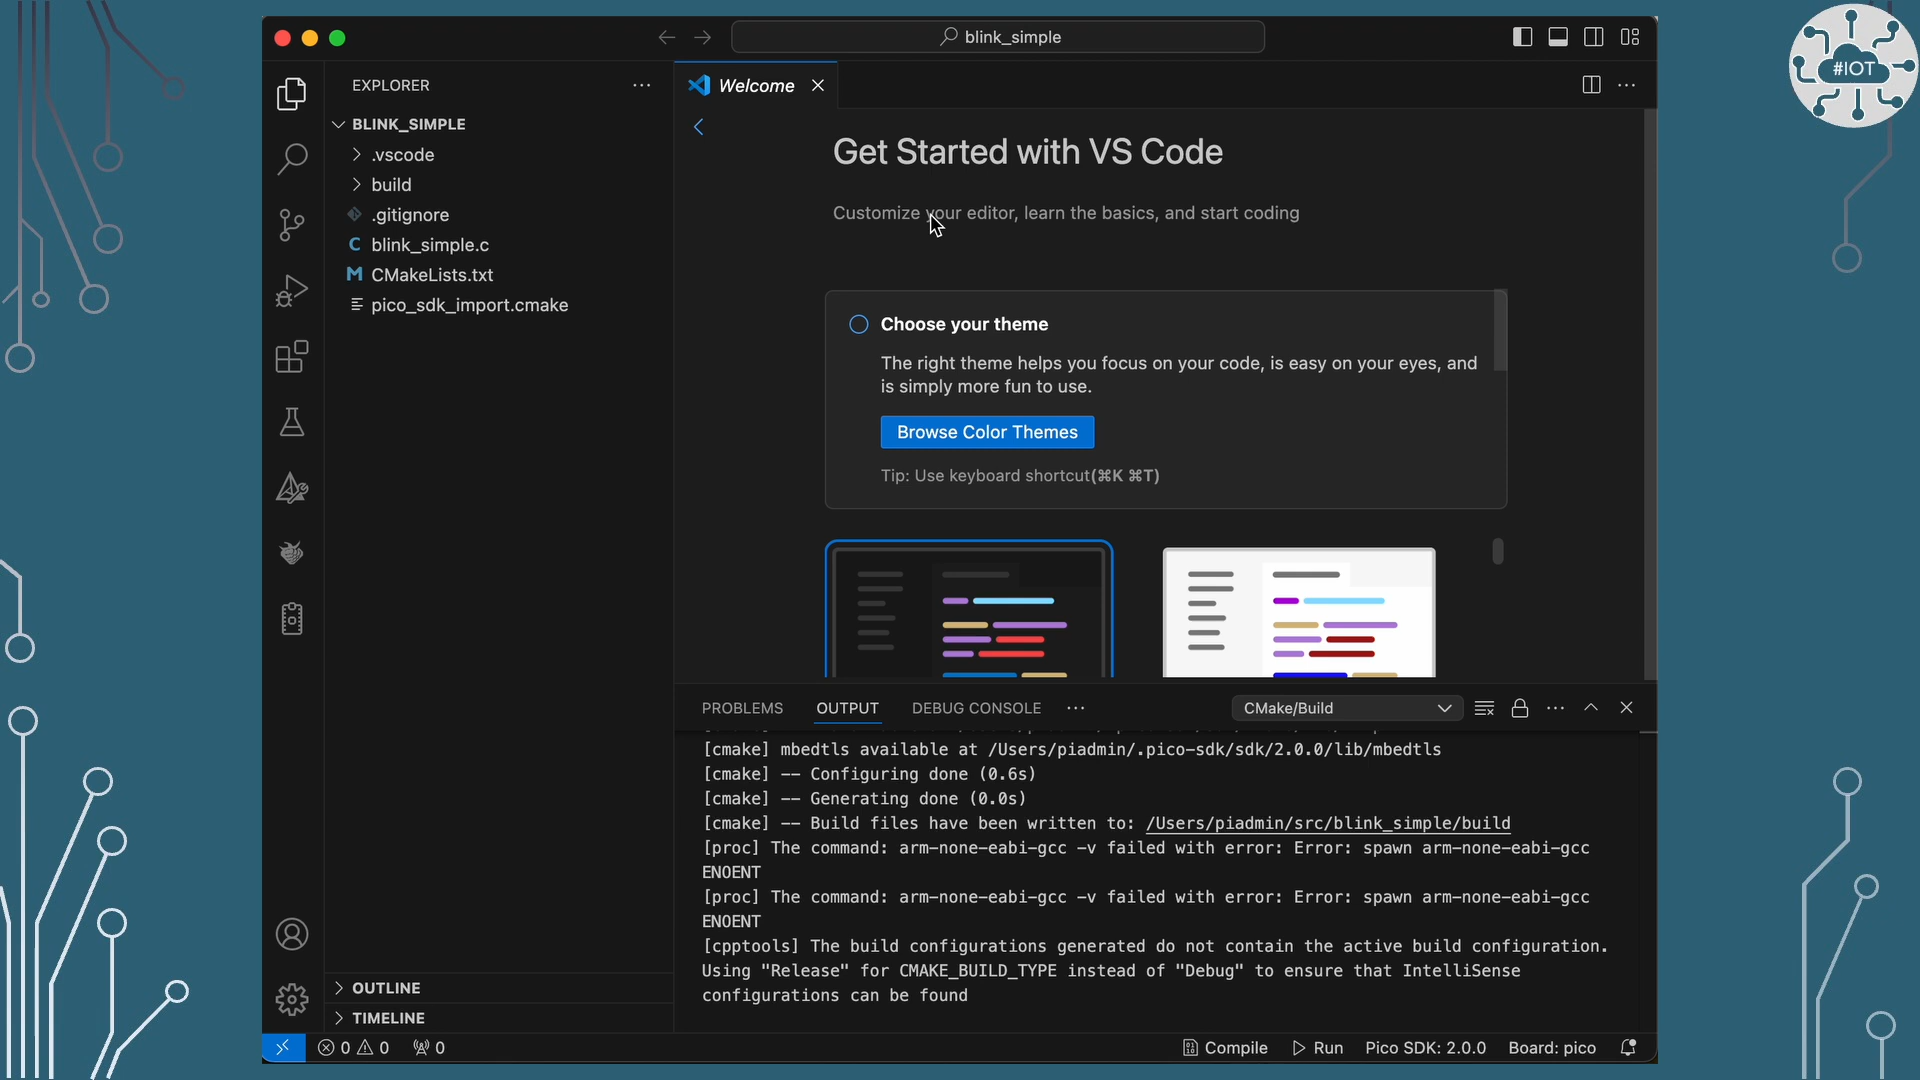 blink_simple
#IOT
EXPLORER
Welcome
BLINK_SIMPLE
.vscode
build
.gitignore
C blink_simple.c
M CMakeLists.txt
pico_sdk_import.cmake
Get Started with VS Code
Customize your editor, learn the basics, and start coding
Choose your theme
The right theme helps you focus on your code, is easy on your eyes, and
is simply more fun to use.
Browse Color Themes
Tip: Use keyboard shortcut(⌘K ⌘T)
PROBLEMS OUTPUT DEBUG CONSOLE
CMake/Build
[cmake] mbedtls available at /Users/piadmin/.pico-sdk/sdk/2.0.0/lib/mbedtls
[cmake] -- Configuring done (0.6s)
[cmake] -- Generating done (0.0s)
[cmake] -- Build files have been written to: /Users/piadmin/src/blink_simple/build
[proc] The command: arm-none-eabi-gcc -v failed with error: Error: spawn arm-none-eabi-gcc
ENOENT
[proc] The command: arm-none-eabi-gcc -v failed with error: Error: spawn arm-none-eabi-gcc
ENOENT
[cpptools] The build configurations generated do not contain the active build configuration.
Using "Release" for CMAKE_BUILD_TYPE instead of "Debug" to ensure that IntelliSense
configurations can be found
OUTLINE
TIMELINE
0 0 0
Compile Run Pico SDK: 2.0.0 Board: pico